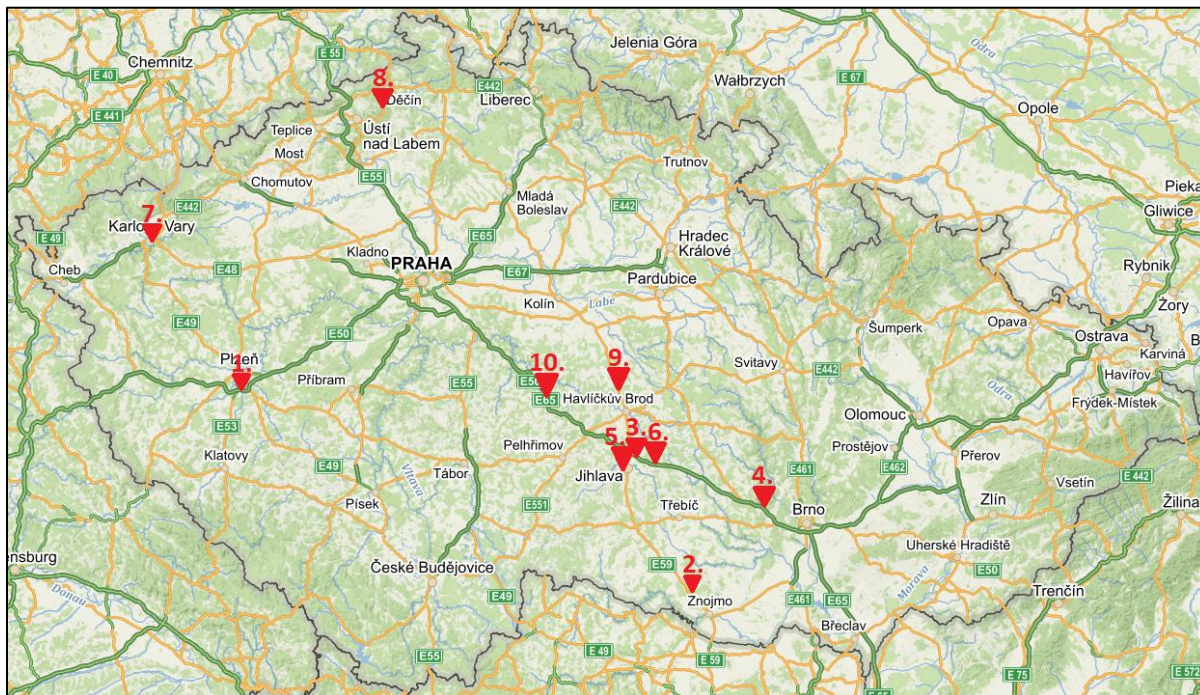 E 55
Jelenia Góra
Odra
Chemnitz
E 40
Wałbrzych
E 67
8.
Děčín
E442
Liberec
Opole
E 441
Ústí
nad Labem
Teplice
Most
Trutnov
Chomutov
E55
Pieka
Mladá
Boleslav
E442
7.
E442
Gliwice
E 49
Karlovy Vary
E65
Hradec
Králové
Kladno
PRAHA
Cheb
E48
E67
Pardubice
Rybnik
Kolín
Labe
Żory
E49
Šumperk
Opava
E50
Ostrava
Plzeň
1.
Svitavy
Karviná
Havířov
10.
9.
E442
Příbram
E55
E65
Havlíčkův Brod
Odra
Frýdek-Místek
Olomouc
E53
Klatovy
Pelhřimov
5.
3.
6.
Prostějov
Přerov
E49
Vltava
Tábor
Jihlava
E461
E462
E 442
Vsetín
Písek
E551
Třebíč
4.
Brno
Zlín
Žilina
ensburg
České Budějovice
E59
2.
Uherské Hradiště
E50
Donau
E49
Znojmo
E461
E65
Morava
Trenčín
Břeclav
E55
E 49
E 59
E 75
E 572